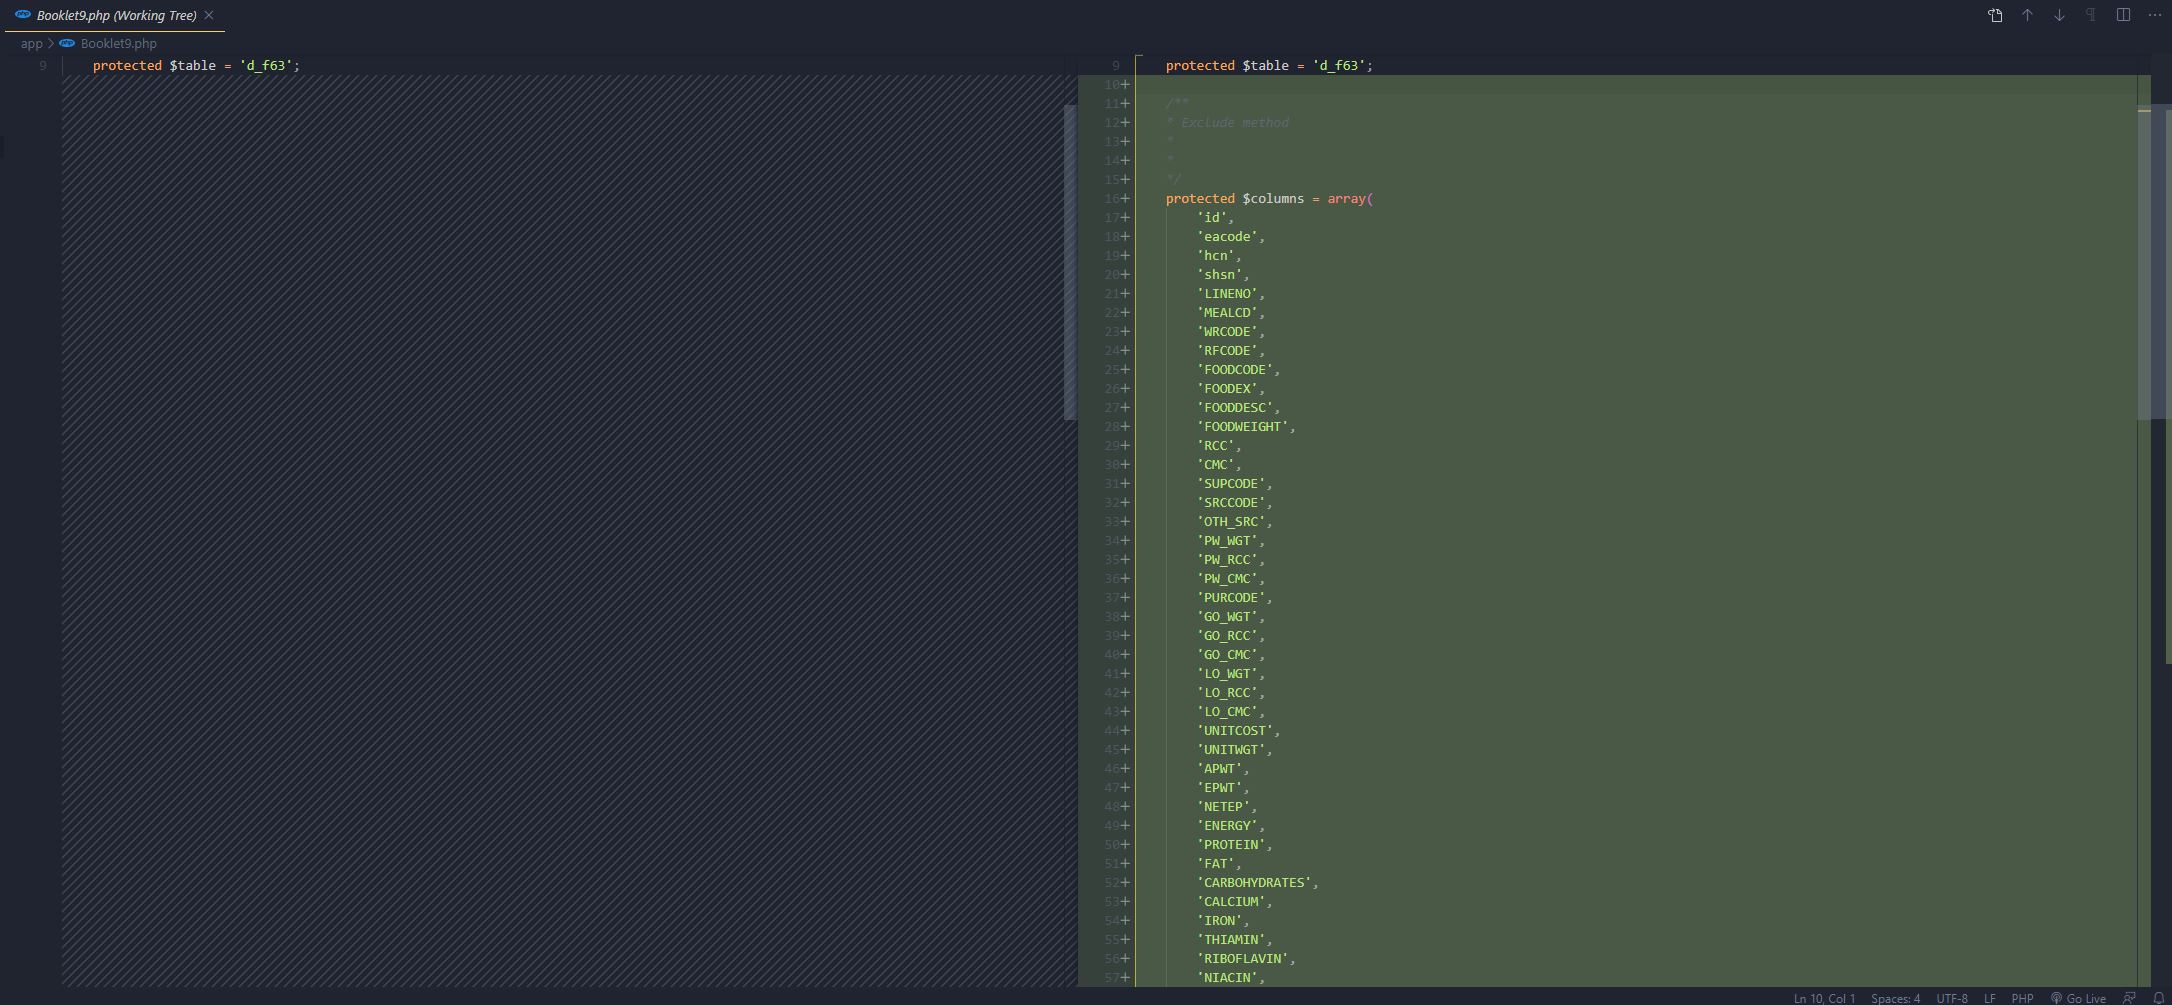 Booklet9.php (Working Tree)
app > Booklet9.php
9 protected $table = 'd_f63';
9 protected $table = 'd_f63';
10+
11+ /**
12+ * Exclude method
13+ *
14+ *
15+ */
16+ protected $columns = array(
17+ 'id',
18+ 'eacode',
19+ 'hcn',
20+ 'shsn',
21+ 'LINENO',
22+ 'MEALCD',
23+ 'WRCODE',
24+ 'RFCODE',
25+ 'FOODCODE',
26+ 'FOODEX',
27+ 'FOODDESC',
28+ 'FOODWEIGHT',
29+ 'RCC',
30+ 'CMC',
31+ 'SUPCODE',
32+ 'SRCCODE',
33+ 'OTH_SRC',
34+ 'PW_WGT',
35+ 'PW_RCC',
36+ 'PW_CMC',
37+ 'PURCODE',
38+ 'GO_WGT',
39+ 'GO_RCC',
40+ 'GO_CMC',
41+ 'LO_WGT',
42+ 'LO_RCC',
43+ 'LO_CMC',
44+ 'UNITCOST',
45+ 'UNITWGT',
46+ 'APWT',
47+ 'EPWT',
48+ 'NETEP',
49+ 'ENERGY',
50+ 'PROTEIN',
51+ 'FAT',
52+ 'CARBOHYDRATES',
53+ 'CALCIUM',
54+ 'IRON',
55+ 'THIAMIN',
56+ 'RIBOFLAVIN',
57+ 'NIACIN',
Ln 10, Col 1 Spaces: 4 UTF-8 LF PHP Go Live